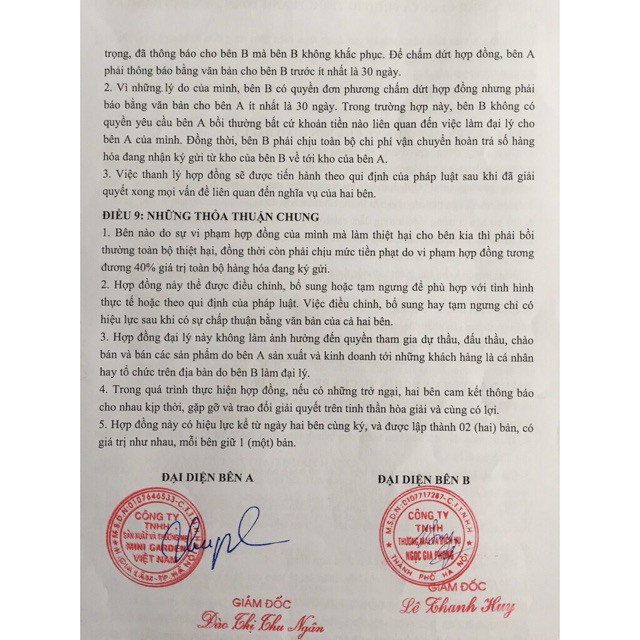 trọng, đã thông báo cho bên B mà bên B không khắc phục. Để chấm dứt hợp đồng, bên A
phải thông báo bằng văn bản cho bên B trước ít nhất là 30 ngày.
2. Vì những lý do của mình, bên B có quyền đơn phương chấm dứt hợp đồng nhưng phải
báo bằng văn bản cho bên A ít nhất là 30 ngày. Trong trường hợp này, bên B không có
quyền yêu cầu bên A bồi thường bất cứ khoản tiền nào liên quan đến việc làm đại lý cho
bên A của mình. Đồng thời, bên B phải chịu toàn bộ chi phí vận chuyển hoàn trả số hàng
hóa đang nhận ký gửi từ kho của bên B về tới kho của bên A.
3. Việc thanh lý hợp đồng sẽ được tiến hành theo qui định của pháp luật sau khi đã giải
quyết xong mọi vấn đề liên quan đến nghĩa vụ của hai bên.
ĐIỀU 9: NHỮNG THỎA THUẬN CHUNG
1. Bên nào do sự vi phạm hợp đồng của mình mà làm thiệt hại cho bên kia thì phải bồi
thường toàn bộ thiệt hại, đồng thời còn phải chịu mức tiền phạt do vi phạm hợp đồng tương
đương 40% giá trị toàn bộ hàng hóa đang ký gửi.
2. Hợp đồng này thể được điều chỉnh, bổ sung hoặc tạm ngưng để phù hợp với tình hình
thực tế hoặc theo qui định của pháp luật. Việc điều chỉnh, bổ sung hay tạm ngưng chỉ có
hiệu lực sau khi có sự chấp thuận bằng văn bản của cả hai bên.
3. Hợp đồng đại lý này không làm ảnh hưởng đến quyền tham gia dự thầu, đấu thầu, chào
bán và bán các sản phẩm do bên A sản xuất và kinh doanh tới những khách hàng là cá nhân
hay tổ chức trên địa bàn do bên B làm đại lý.
4. Trong quá trình thực hiện hợp đồng, nếu có những trở ngại, hai bên cam kết thông báo
cho nhau kịp thời, gặp gỡ và trao đổi giải quyết trên tinh thần hòa giải và cùng có lợi.
5. Hợp đồng này có hiệu lực kể từ ngày hai bên cùng ký, và được lập thành 02 (hai) bản, có
giá trị như nhau, mỗi bên giữ 1 (một) bản.
ĐẠI DIỆN BÊN A
ĐẠI DIỆN BÊN B
M.S.D.N:0107646533-C.T.T.N.H.H
CÔNG TY
TNHH
SẢN XUẤT VÀ THƯƠNG MẠI
MINI GARDEN
VIỆT NAM
GIÁM ĐỐC
Đào Thị Thu Ngân
M.S.D.N:0107717287-C.T.T.N.H.H
CÔNG TY
TNHH
THƯƠNG MẠI VÀ DỊCH VỤ
NGỌC GIA PHONG
THÀNH PHỐ HÀ NỘI
GIÁM ĐỐC
Lê Thanh Huy